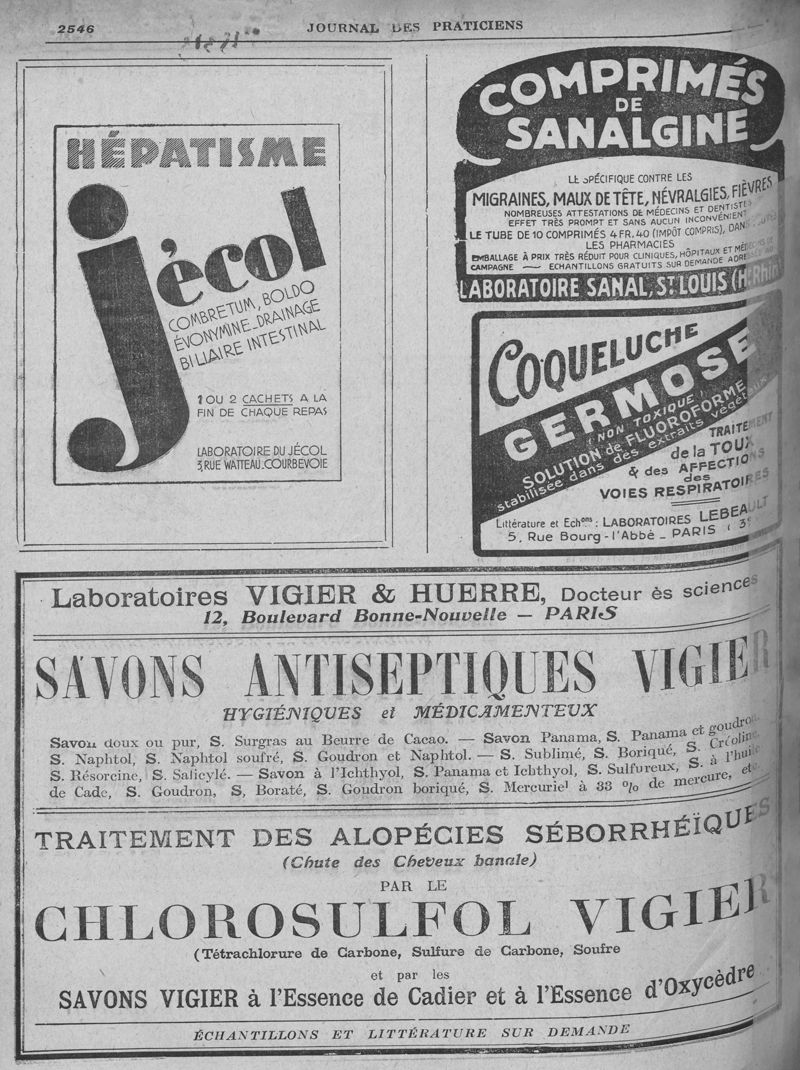 2546
JOURNAL DES PRATICIENS
HÉPATISME
jécol
COMBRETUM, BOLDO
ÉVONYMINE_DRAINAGE
BILIAIRE INTESTINAL
1 OU 2 CACHETS A LA
FIN DE CHAQUE REPAS
LABORATOIRE DU JÉCOL
3, RUE WATTEAU_COURBEVOIE
COMPRIMÉS
DE
SANALGINE
LE SPÉCIFIQUE CONTRE LES
MIGRAINES, MAUX DE TÊTE, NÉVRALGIES, FIÈVRES
NOMBREUSES ATTESTATIONS DE MÉDECINS ET DENTISTES
EFFET TRÈS PROMPT ET SANS AUCUN INCONVÉNIENT
LE TUBE DE 10 COMPRIMÉS 4 FR. 40 (IMPÔT COMPRIS), DANS
LES PHARMACIES
EMBALLAGE À PRIX TRÈS RÉDUIT POUR CLINIQUES, HÔPITAUX ET
CAMPAGNE — ECHANTILLONS GRATUITS SUR DEMANDE
LABORATOIRE SANAL, ST LOUIS (Ht-Rhin)
COQUELUCHE
GERMOSE
(NON TOXIQUE)
SOLUTION de FLUOROFORME
stabilisée dans des extraits végétaux
TRAITEMENT
de la TOUX
& des AFFECTIONS
des
VOIES RESPIRATOIRES
Littérature et Echons : LABORATOIRES LEBEAULT
5, Rue Bourg-l'Abbé _ PARIS (3e
Laboratoires VIGIER & HUERRE, Docteur ès sciences
12, Boulevard Bonne-Nouvelle — PARIS
SAVONS ANTISEPTIQUES VIGIER
HYGIÉNIQUES et MÉDICAMENTEUX
Savon doux ou pur, S. Surgras au Beurre de Cacao. — Savon Panama, S. Panama et goudron
S. Naphtol, S. Naphtol soufré, S. Goudron et Naphtol. — S. Sublimé, S. Boriqué, S. Créoline
S. Résorcine, S. Salicylé. — Savon à l'Ichthyol, S. Panama et Ichthyol, S. Sulfureux, S. à l'huile
de Cade, S. Goudron, S, Boraté, S. Goudron boriqué, S. Mercuriel à 33 % de mercure, etc.
TRAITEMENT DES ALOPÉCIES SÉBORRHÉÏQUES
(Chute des Cheveux banale)
PAR LE
CHLOROSULFOL VIGIER
(Tétrachlorure de Carbone, Sulfure de Carbone, Soufre
et par les
SAVONS VIGIER à l'Essence de Cadier et à l'Essence d'Oxycèdre
ÉCHANTILLONS ET LITTÉRATURE SUR DEMANDE